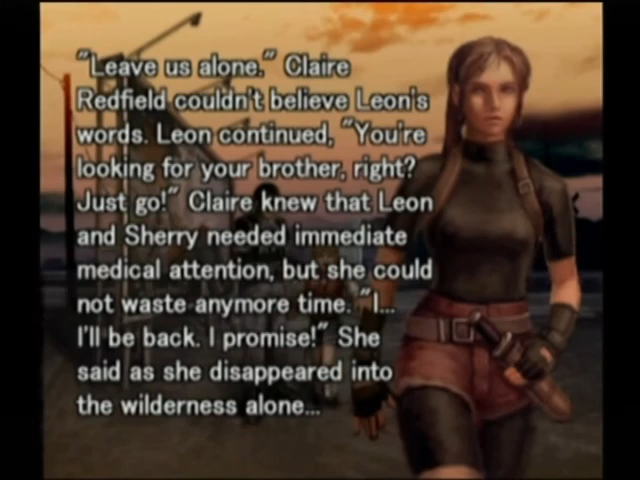 "Leave us alone." Claire
Redfield couldn't believe Leon's
words. Leon continued, "You're
looking for your brother, right?
Just go!" Claire knew that Leon
and Sherry needed immediate
medical attention, but she could
not waste anymore time. "I...
I'll be back. I promise!" She
said as she disappeared into
the wilderness alone...